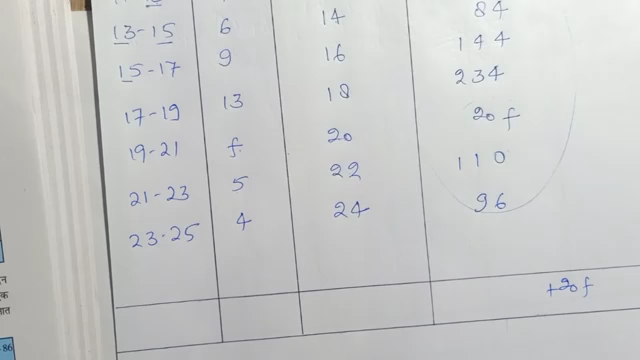 13-15 6 14 84
15-17 9 16 144
17-19 13 18 234
19-21 f 20 20f
21-23 5 22 110
23-25 4 24 96
+20f
86